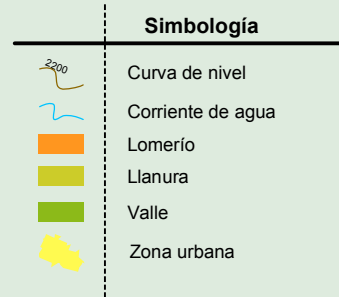 Simbología
2200
Curva de nivel
Corriente de agua
Lomerío
Llanura
Valle
Zona urbana